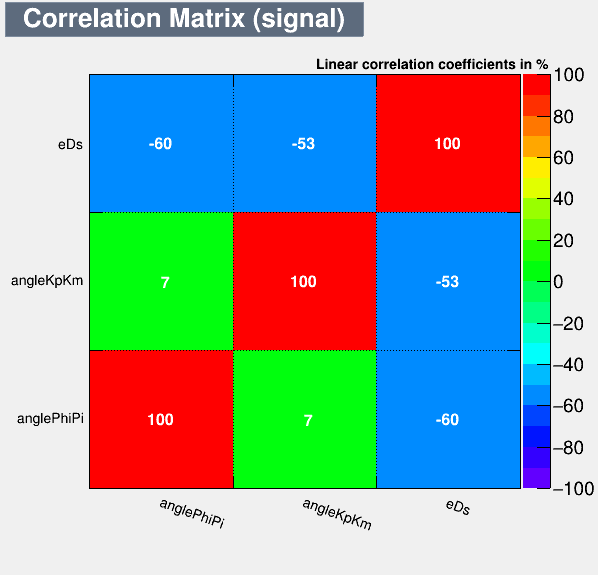 Correlation Matrix (signal)
Linear correlation coefficients in %
eDs
angleKpKm
anglePhiPi
-60
-53
100
7
100
-53
100
7
-60
anglePhiPi
angleKpKm
eDs
100
80
60
40
20
0
−20
−40
−60
−80
−100